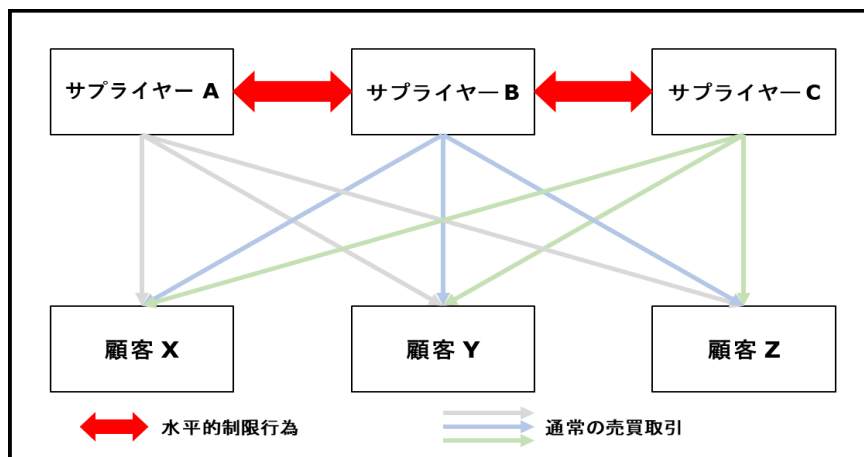 サプライヤー A
サプライヤー B
サプライヤー C
顧客 X
顧客 Y
顧客 Z
水平的制限行為
通常の売買取引